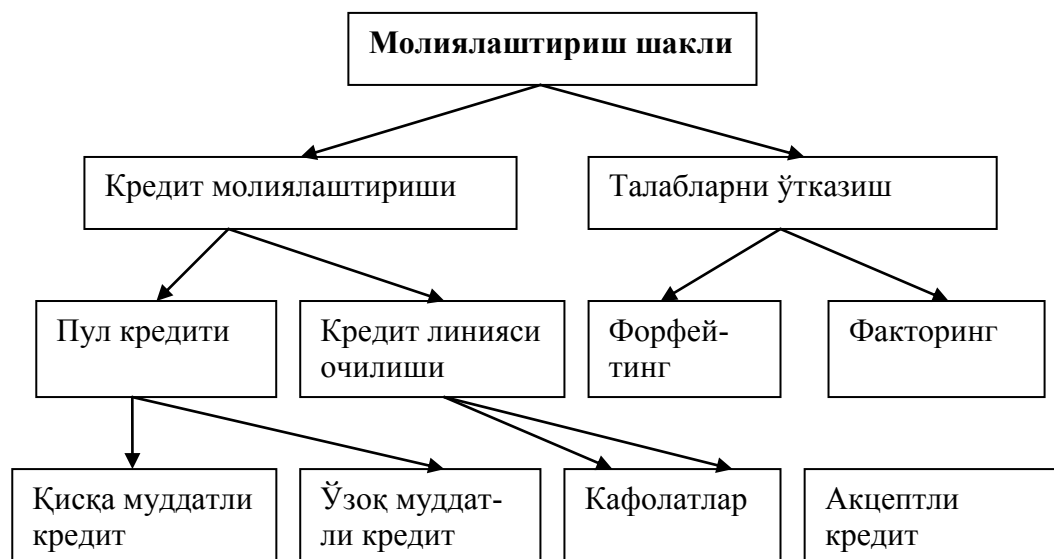 Молиялаштириш шакли
Кредит молиялаштириши
Талабларни ўтказиш
Пул кредити
Кредит линияси
очилиши
Форфей-
тинг
Факторинг
Қисқа муддатли
кредит
Ўзоқ муддат-
ли кредит
Кафолатлар
Акцептли
кредит